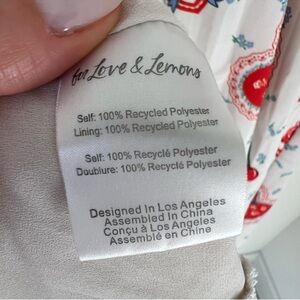 for Love & Lemons
Self: 100% Recycled Polyester
Lining: 100% Recycled Polyester
Self: 100% Recyclé Polyester
Doublure: 100% Recyclé Polyester
Designed In Los Angeles
Assembled In China
Conçu à Los Angeles
Assemblé en Chine